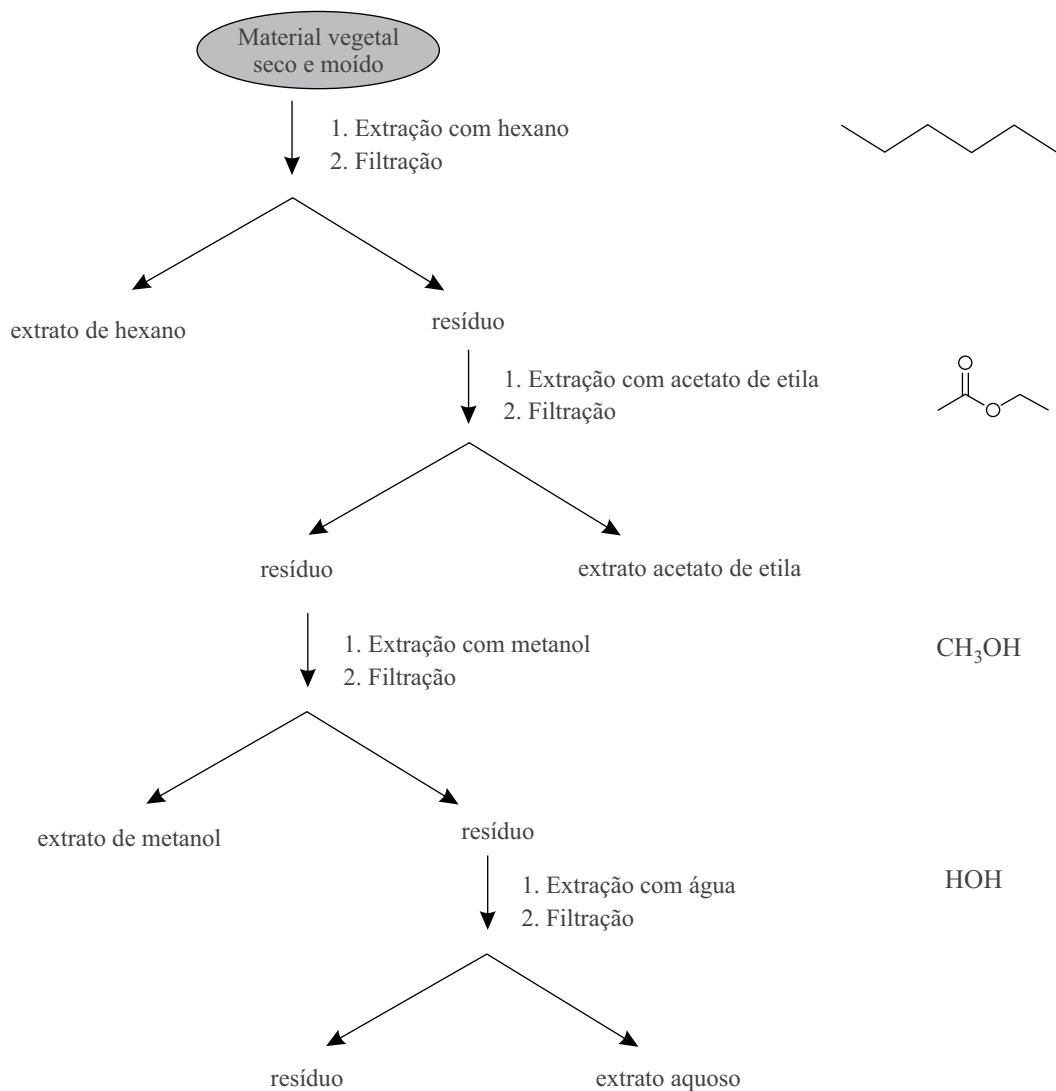 Material vegetal
seco e moído
1. Extração com hexano
2. Filtração
extrato de hexano
resíduo
1. Extração com acetato de etila
2. Filtração
O
O
resíduo
extrato acetato de etila
1. Extração com metanol
2. Filtração
CH₃OH
extrato de metanol
resíduo
1. Extração com água
2. Filtração
HOH
resíduo
extrato aquoso